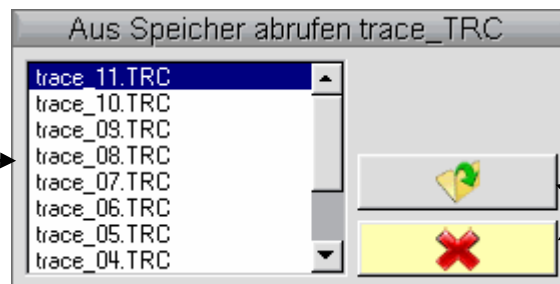 Aus Speicher abrufen trace_TRC
trace_11.TRC
trace_10.TRC
trace_09.TRC
trace_08.TRC
trace_07.TRC
trace_06.TRC
trace_05.TRC
trace_04.TRC